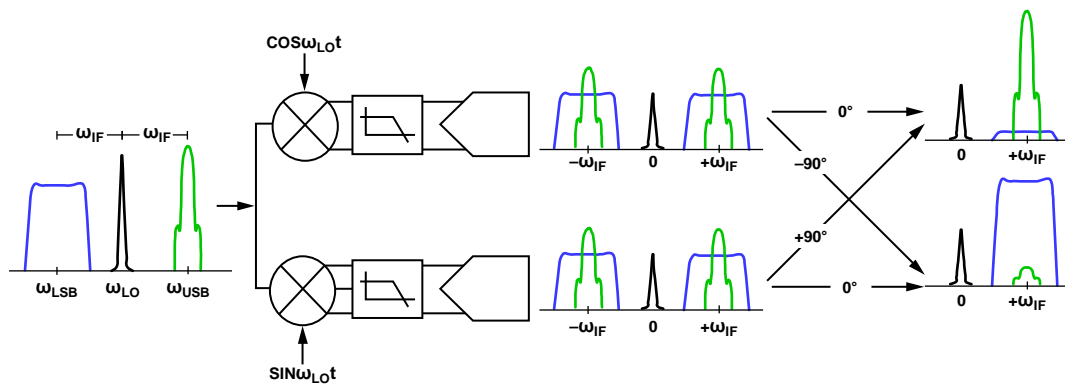 COSωLOt
ωIF ωIF
ωLSB ωLO ωUSB
–ωIF 0 +ωIF
0°
–90°
0 +ωIF
–ωIF 0 +ωIF
+90°
0°
0 +ωIF
SINωLOt